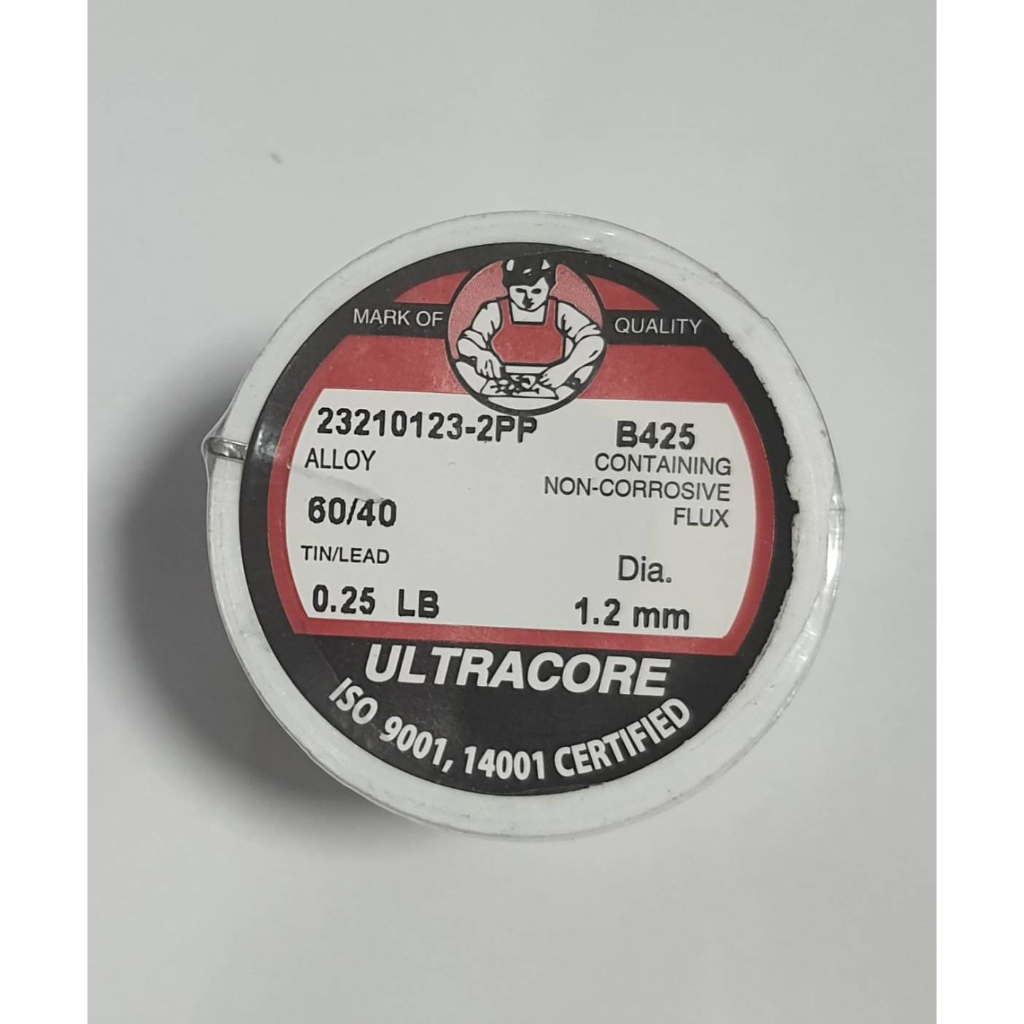 MARK OF QUALITY
23210123-2PP B425
ALLOY CONTAINING
NON-CORROSIVE
60/40 FLUX
TIN/LEAD Dia.
0.25 LB 1.2 mm
ULTRACORE
ISO 9001, 14001 CERTIFIED